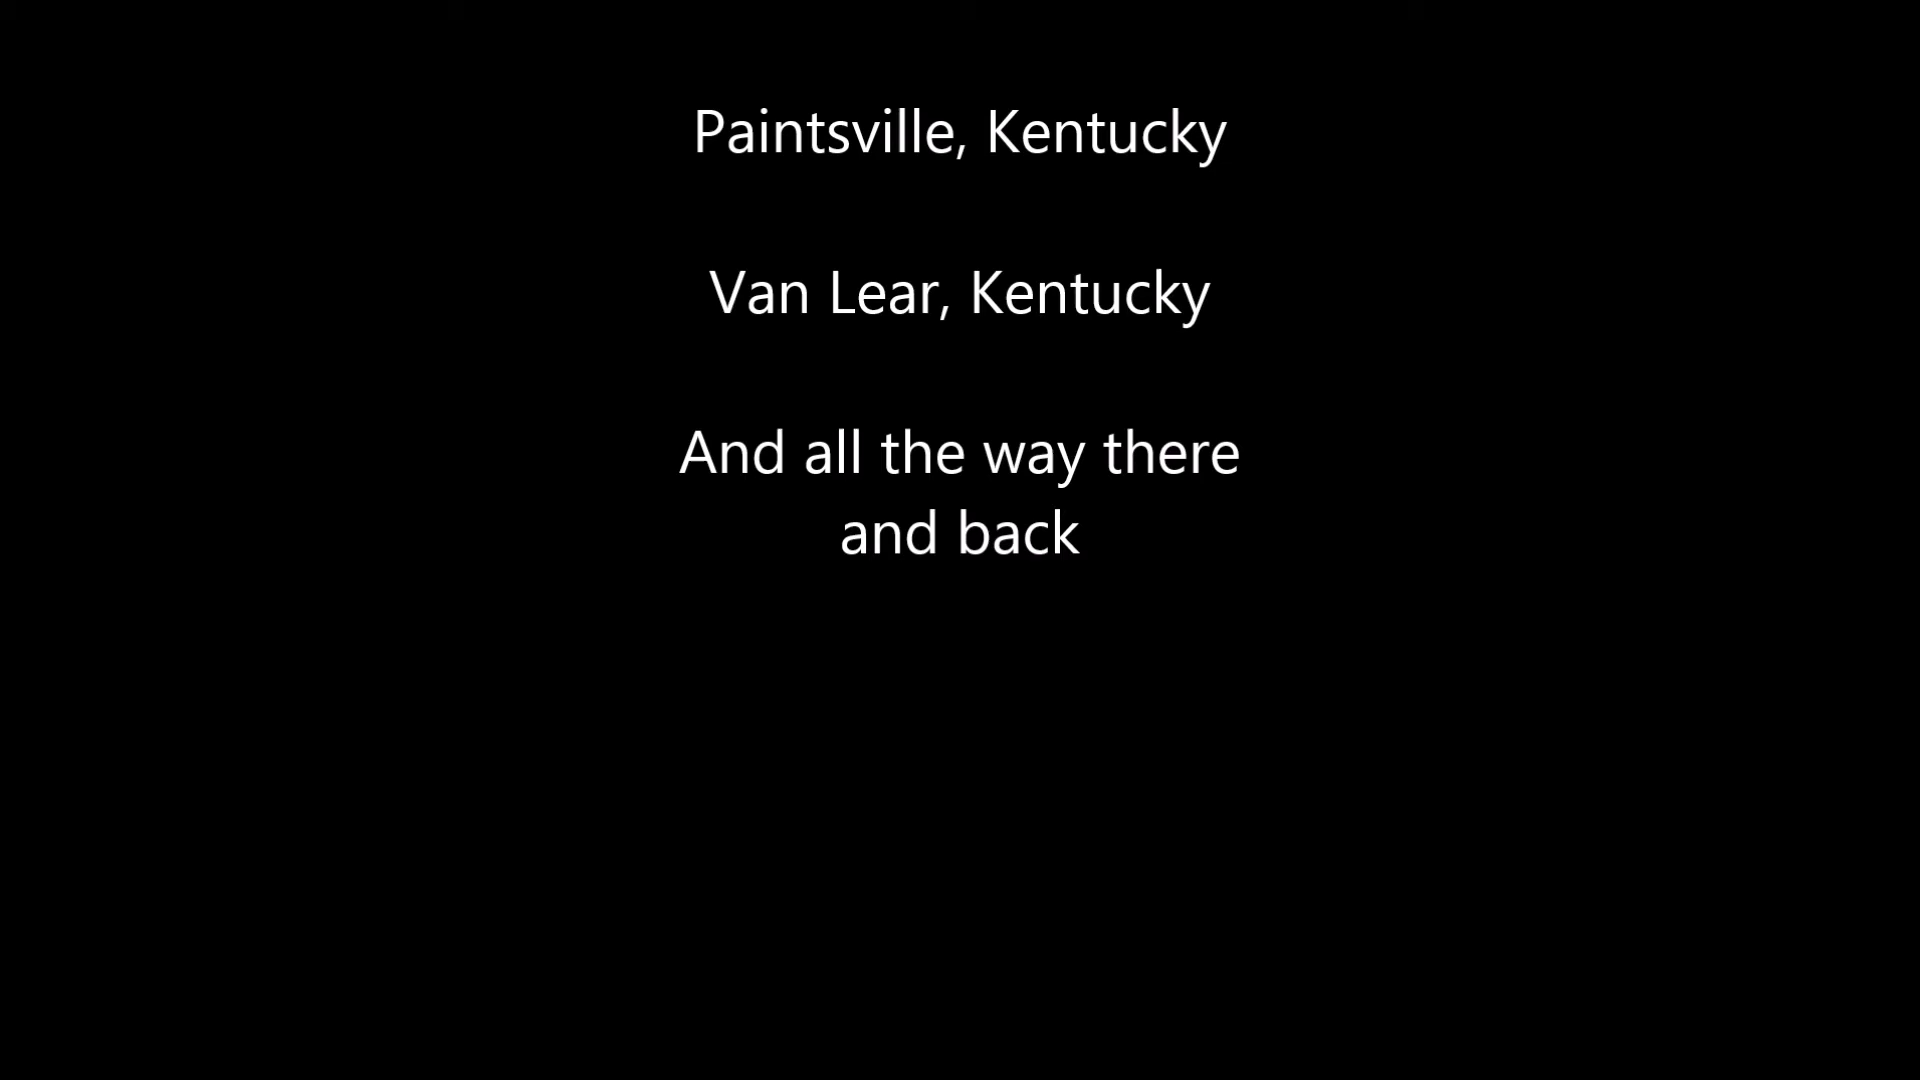 Paintsville, Kentucky
Van Lear, Kentucky
And all the way there
and back